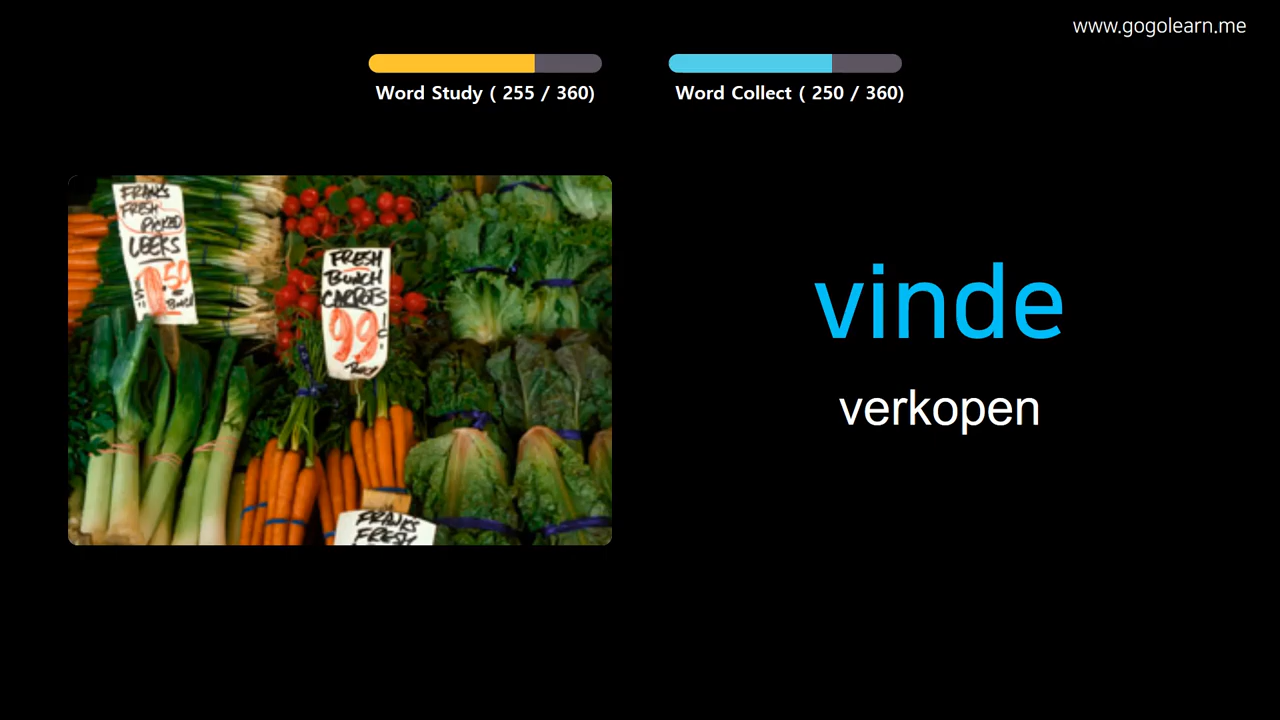 www.gogolearn.me
Word Study ( 255 / 360)
Word Collect ( 250 / 360)
FRANK'S
FRESH
PICKED
LEEKS
FRESH
BUNCH
CARROTS
99
FRANK'S
FRESH
vinde
verkopen